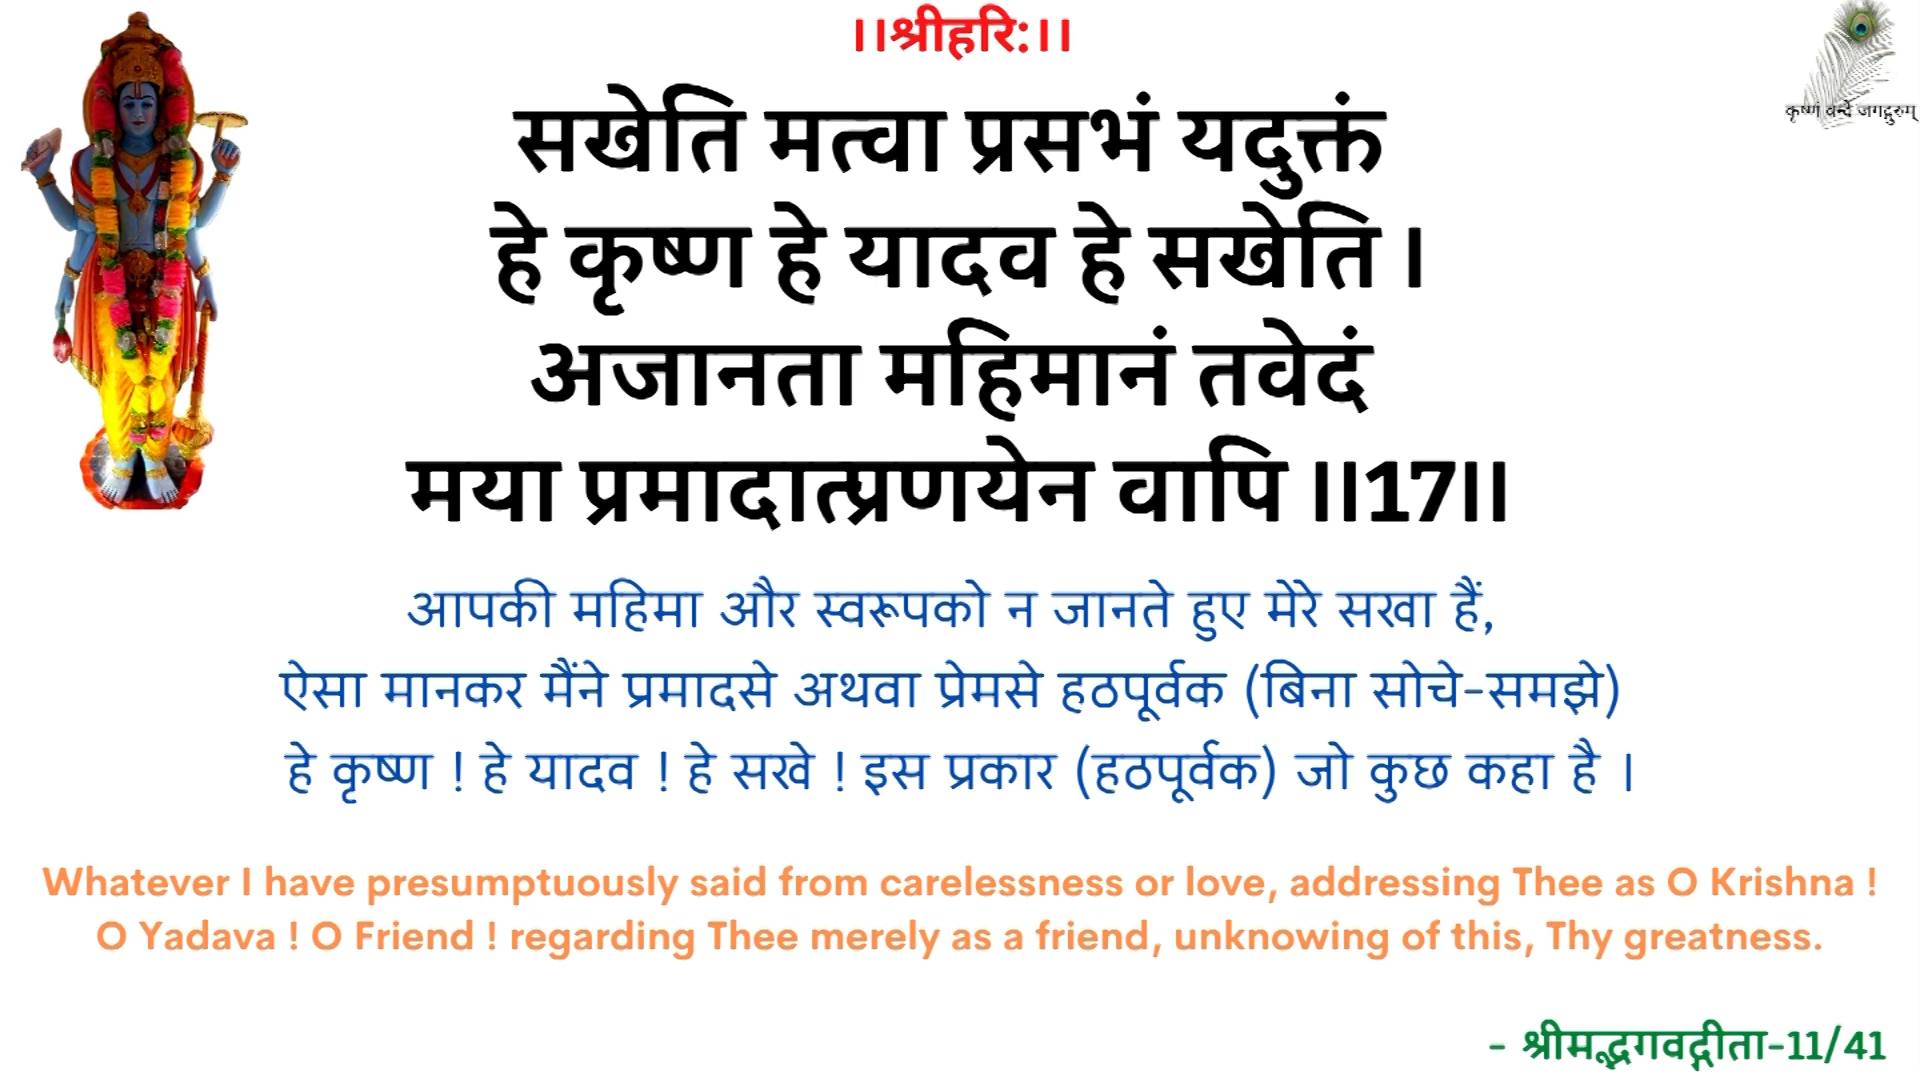 ।।श्रीहरि:।।
कृष्णं वन्दे जगद्गुरुम्
सखेति मत्वा प्रसभं यदुक्तं
हे कृष्ण हे यादव हे सखेति ।
अजानता महिमानं तवेदं
मया प्रमादात्प्रणयेन वापि ।।17।।
आपकी महिमा और स्वरूपको न जानते हुए मेरे सखा हैं,
ऐसा मानकर मैंने प्रमादसे अथवा प्रेमसे हठपूर्वक (बिना सोचे-समझे)
हे कृष्ण ! हे यादव ! हे सखे ! इस प्रकार (हठपूर्वक) जो कुछ कहा है ।
Whatever I have presumptuously said from carelessness or love, addressing Thee as O Krishna !
O Yadava ! O Friend ! regarding Thee merely as a friend, unknowing of this, Thy greatness.
- श्रीमद्भगवद्गीता-11/41